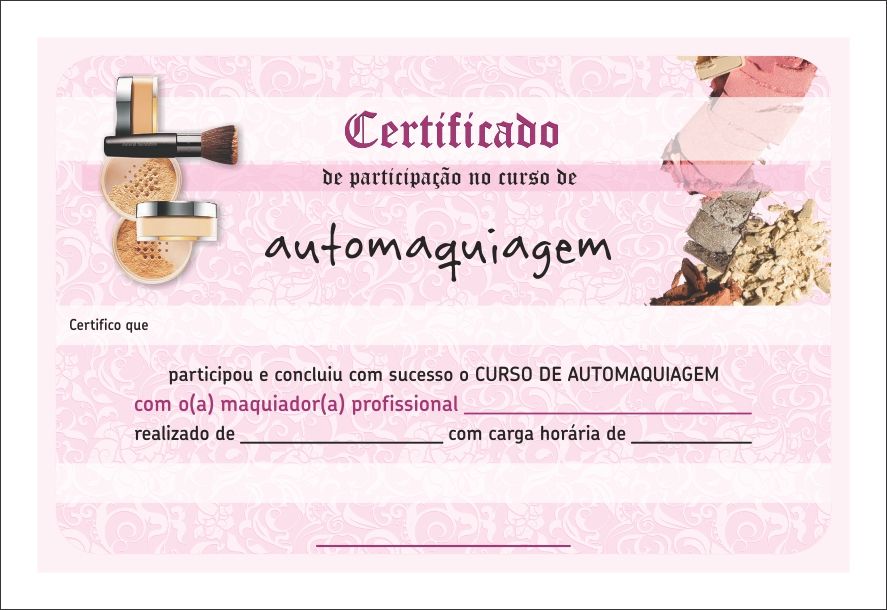 Certificado
de participação no curso de
automaquiagem
Certifico que
participou e concluiu com sucesso o CURSO DE AUTOMAQUIAGEM
com o(a) maquiador(a) profissional
realizado de com carga horária de